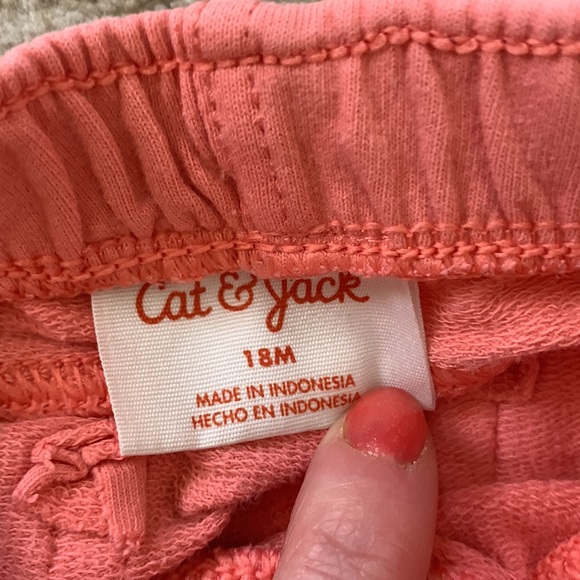 Cat & Jack
18M
MADE IN INDONESIA
HECHO EN INDONESIA